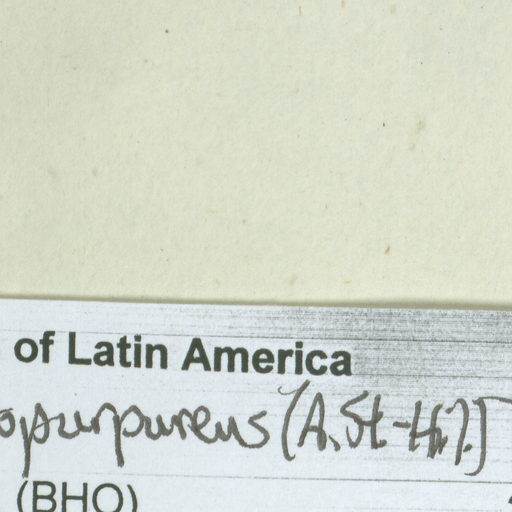 of Latin America
opurpureus (A. St-Hil.)
(BHO)